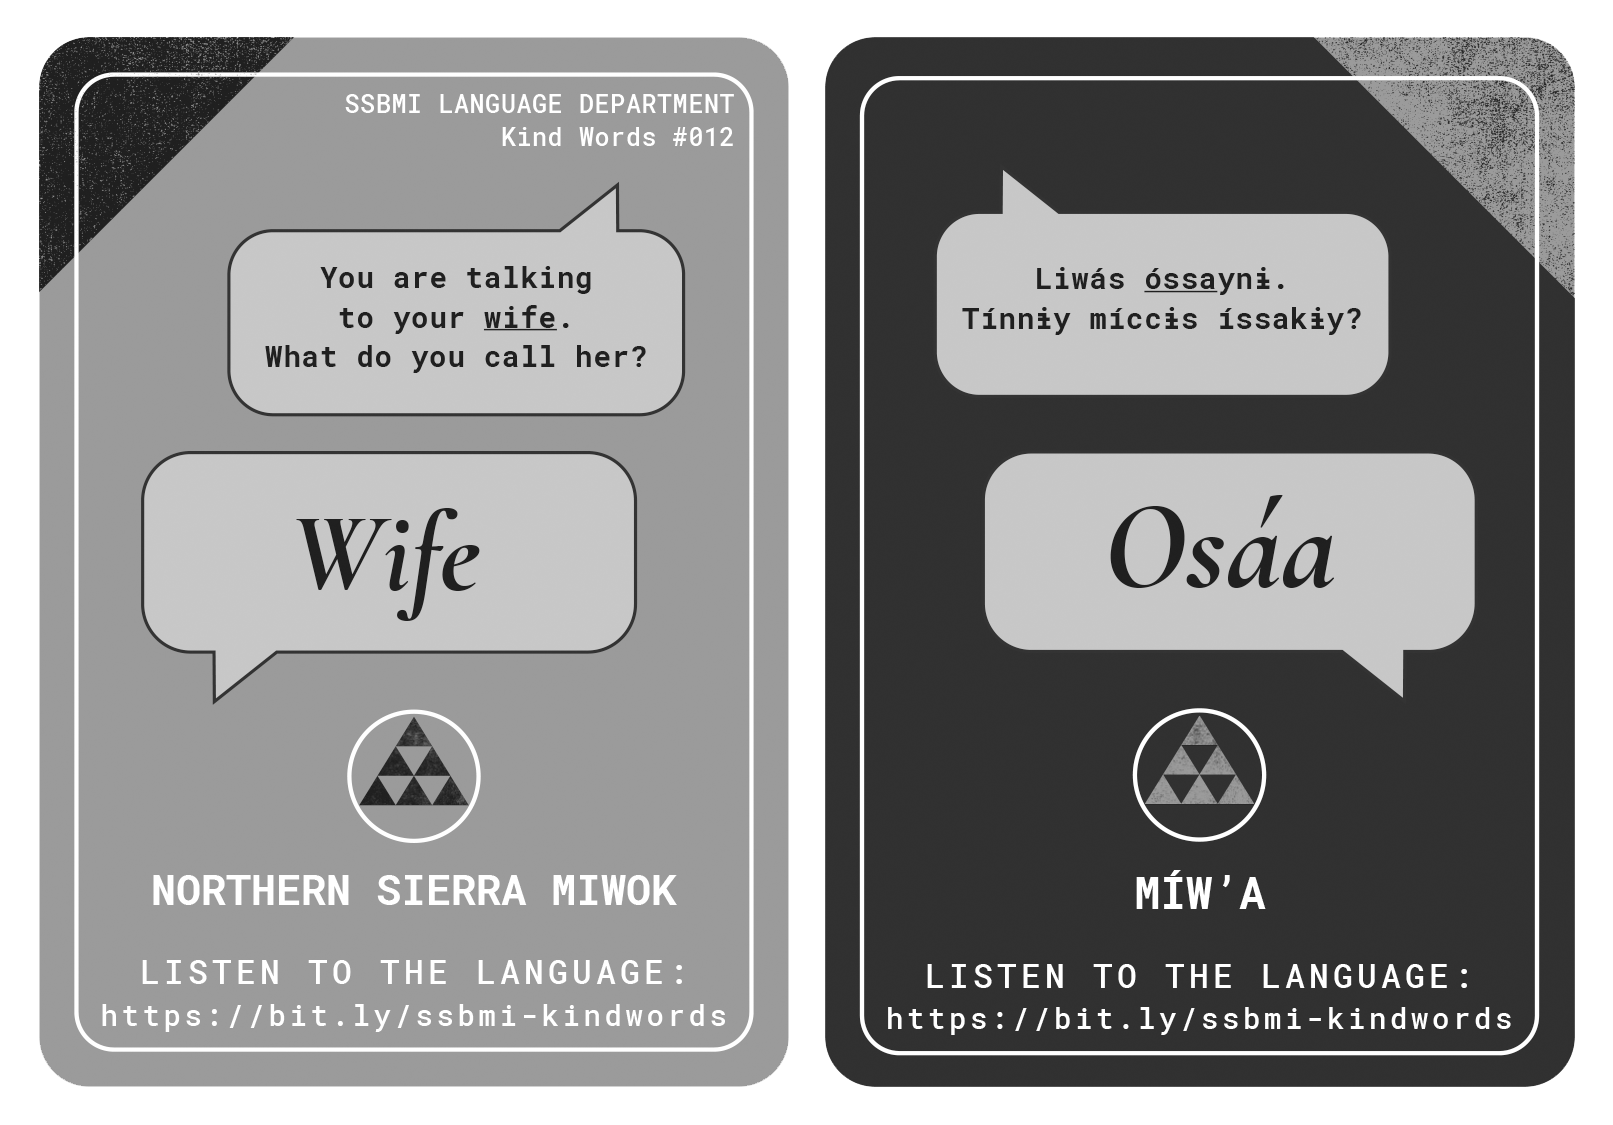 SSBMI LANGUAGE DEPARTMENT
Kind Words #012
You are talking
to your wife.
What do you call her?
Wife
NORTHERN SIERRA MIWOK
LISTEN TO THE LANGUAGE:
https://bit.ly/ssbmi-kindwords
Liwás óssaynɨ.
Tínnɨy míccɨs íssakɨy?
Osáa
MÍW’A
LISTEN TO THE LANGUAGE:
https://bit.ly/ssbmi-kindwords